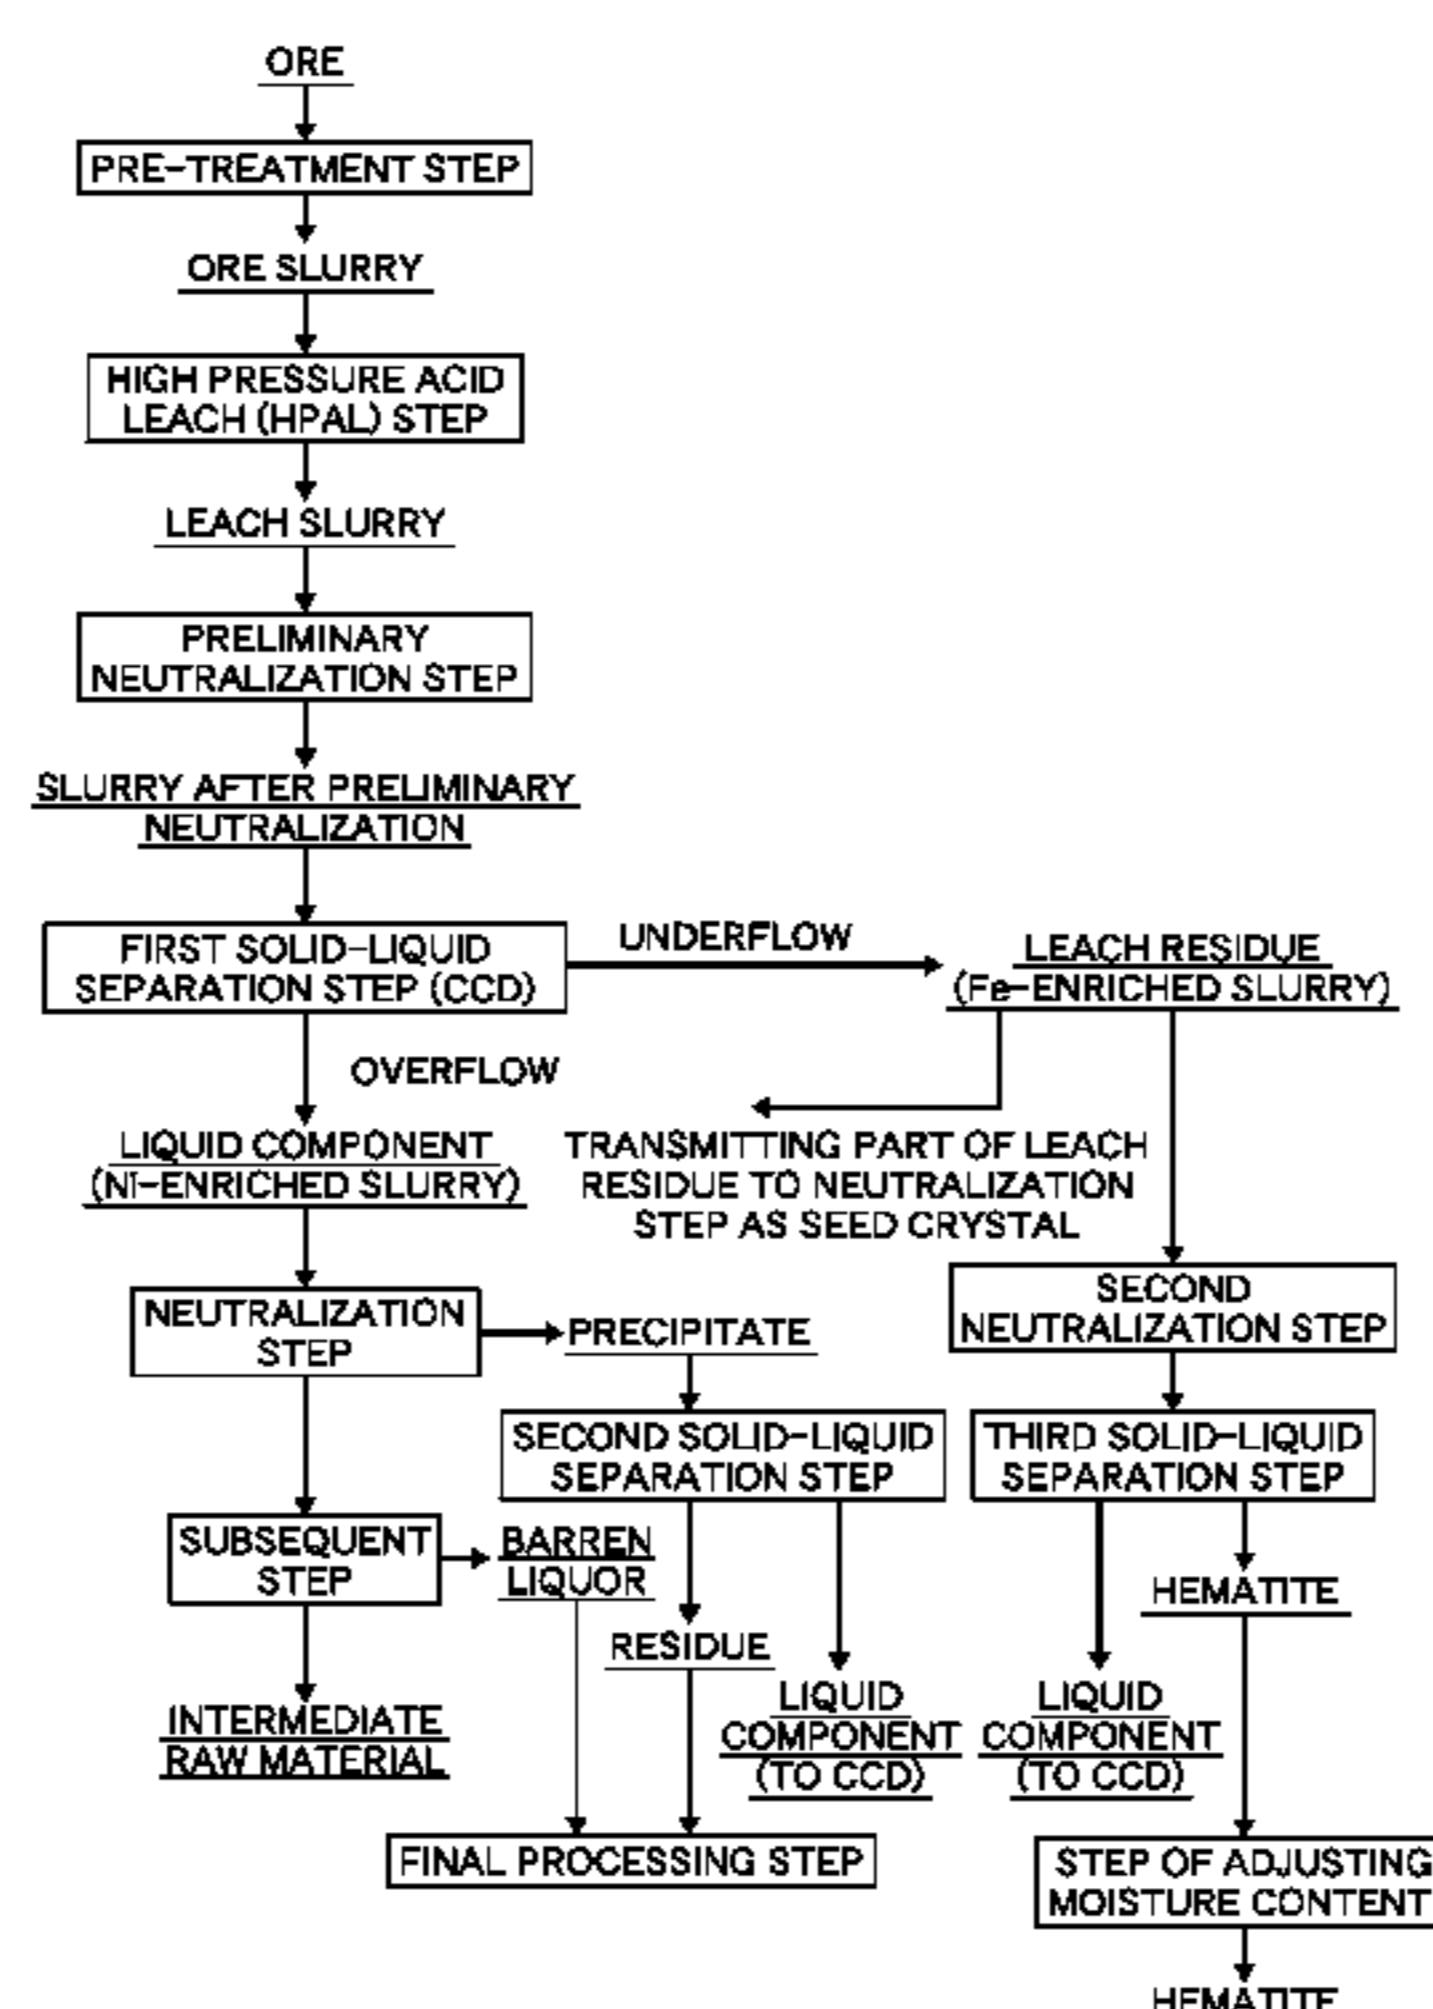 ORE
PRE-TREATMENT STEP
ORE SLURRY
HIGH PRESSURE ACID
LEACH (HPAL) STEP
LEACH SLURRY
PRELIMINARY
NEUTRALIZATION STEP
SLURRY AFTER PRELIMINARY
NEUTRALIZATION
FIRST SOLID-LIQUID
SEPARATION STEP (CCD)
UNDERFLOW
LEACH RESIDUE
(Fe-ENRICHED SLURRY)
OVERFLOW
LIQUID COMPONENT
(Ni-ENRICHED SLURRY)
TRANSMITTING PART OF LEACH
RESIDUE TO NEUTRALIZATION
STEP AS SEED CRYSTAL
NEUTRALIZATION
STEP
PRECIPITATE
SECOND
NEUTRALIZATION STEP
SECOND SOLID-LIQUID
SEPARATION STEP
THIRD SOLID-LIQUID
SEPARATION STEP
SUBSEQUENT
STEP
BARREN
LIQUOR
RESIDUE
HEMATITE
INTERMEDIATE
RAW MATERIAL
LIQUID
COMPONENT
(TO CCD)
LIQUID
COMPONENT
(TO CCD)
FINAL PROCESSING STEP
STEP OF ADJUSTING
MOISTURE CONTENT
HEMATITE